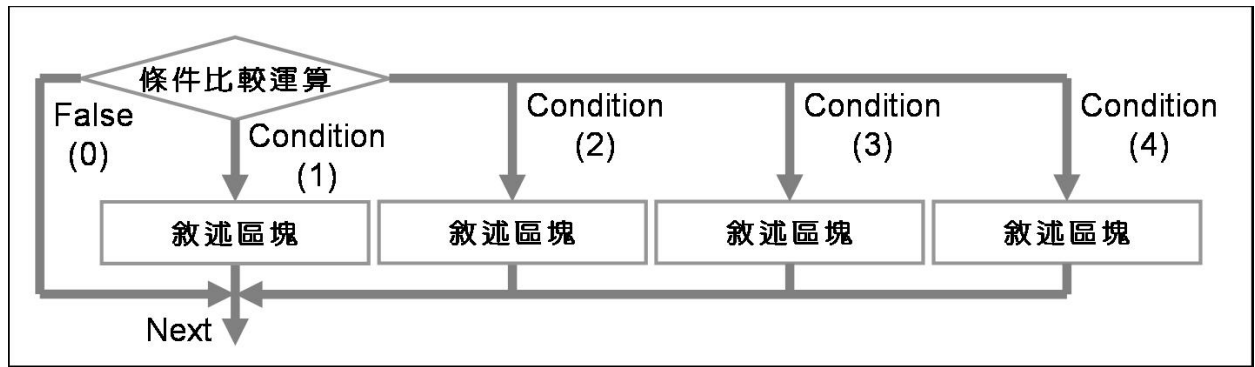 條件比較運算
False
(0)
Condition
(1)
Condition
(2)
Condition
(3)
Condition
(4)
敘述區塊
敘述區塊
敘述區塊
敘述區塊
Next